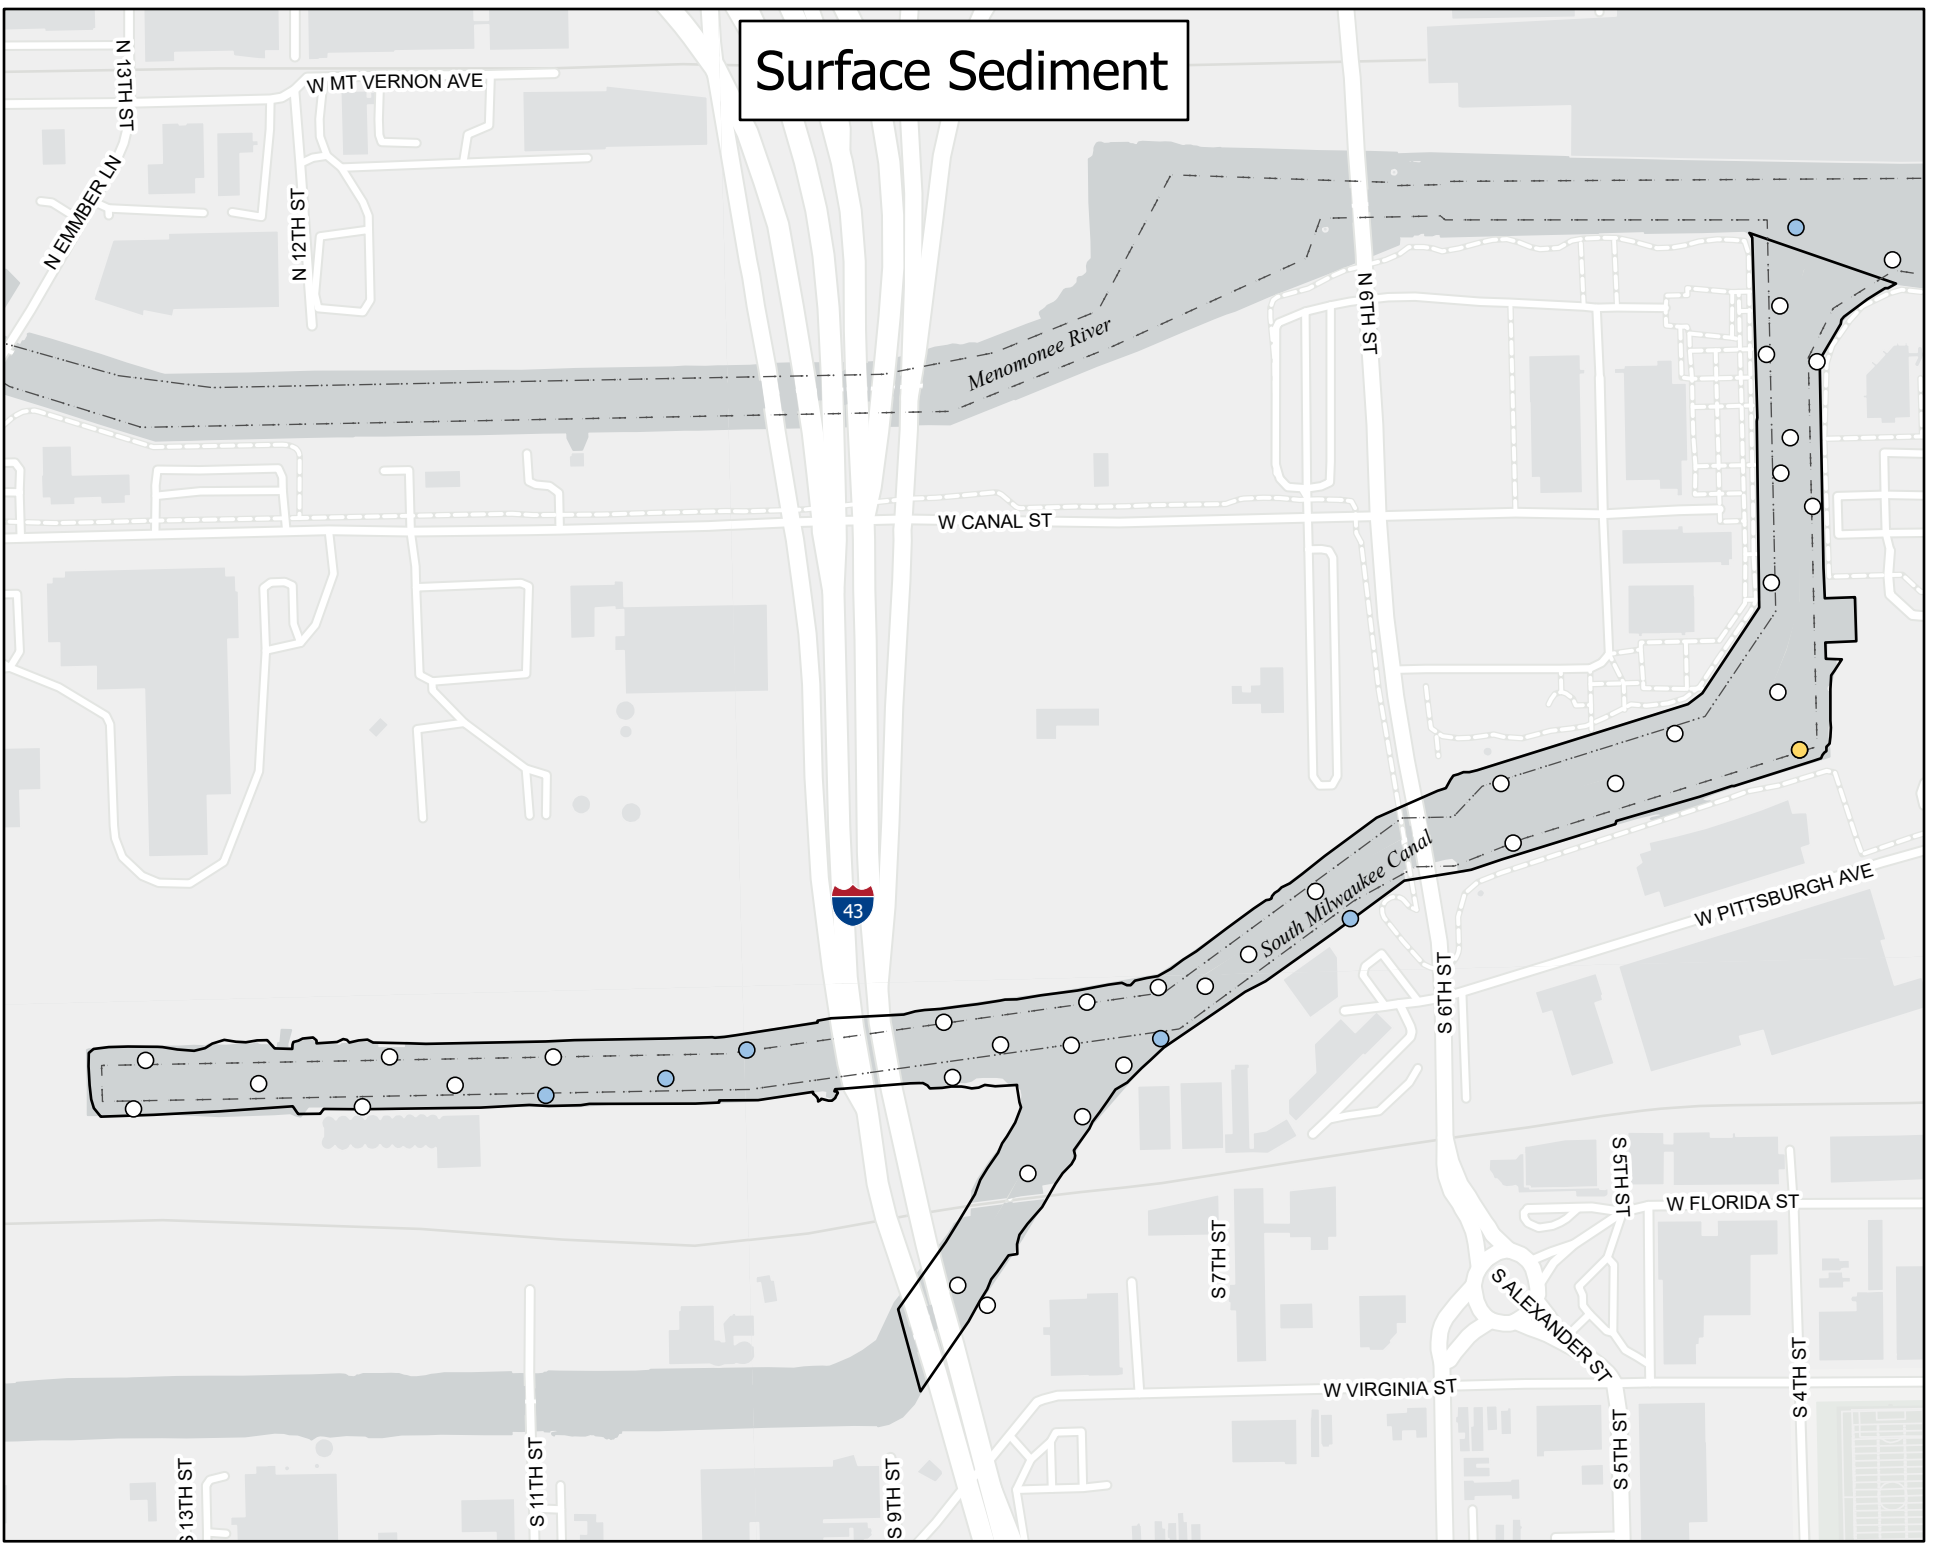 Surface Sediment
N 13TH ST
W MT VERNON AVE
N EMMBER LN
N 12TH ST
N 6TH ST
Menomonee River
W CANAL ST
South Milwaukee Canal
W PITTSBURGH AVE
43
S 6TH ST
S 5TH ST
W FLORIDA ST
S 7TH ST
S ALEXANDER ST
W VIRGINIA ST
S 4TH ST
S 5TH ST
S 13TH ST
S 11TH ST
S 9TH ST